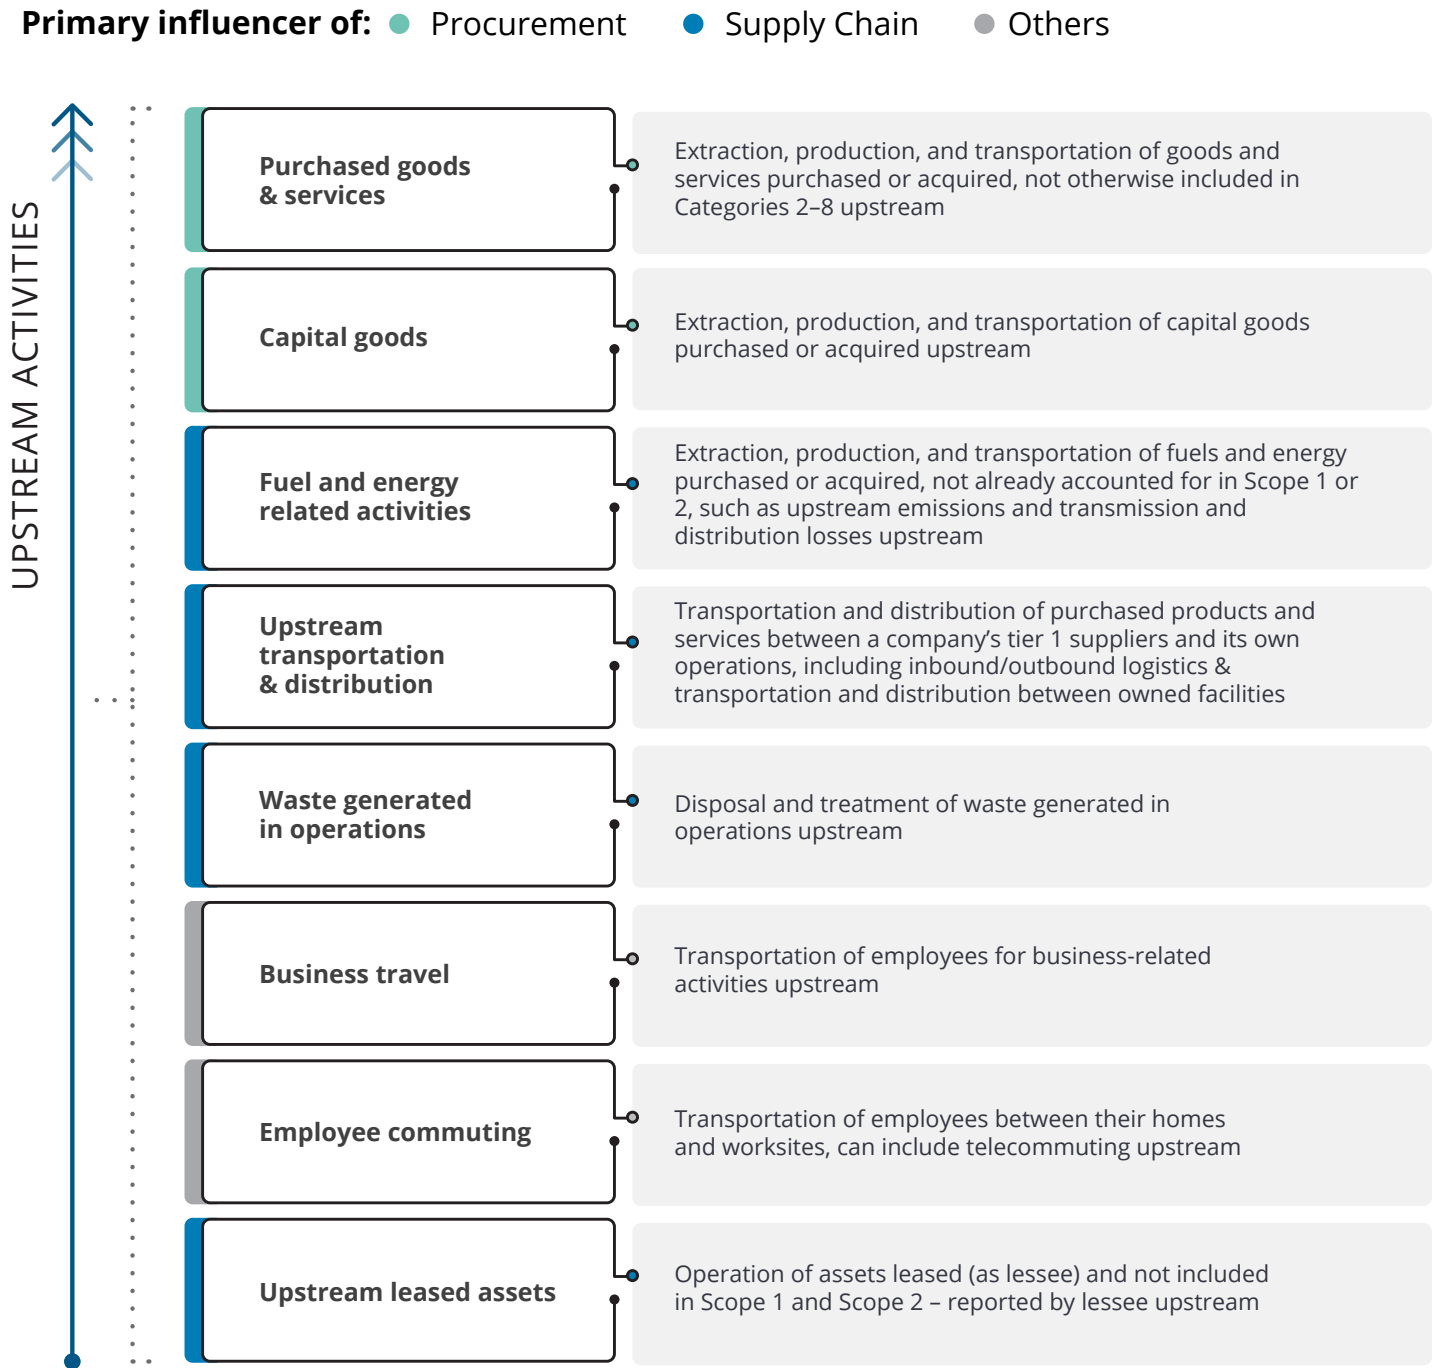 Primary influencer of: Procurement Supply Chain Others
UPSTREAM ACTIVITIES
Purchased goods
& services
Extraction, production, and transportation of goods and
services purchased or acquired, not otherwise included in
Categories 2–8 upstream
Capital goods
Extraction, production, and transportation of capital goods
purchased or acquired upstream
Fuel and energy
related activities
Extraction, production, and transportation of fuels and energy
purchased or acquired, not already accounted for in Scope 1 or
2, such as upstream emissions and transmission and
distribution losses upstream
Upstream
transportation
& distribution
Transportation and distribution of purchased products and
services between a company’s tier 1 suppliers and its own
operations, including inbound/outbound logistics &
transportation and distribution between owned facilities
Waste generated
in operations
Disposal and treatment of waste generated in
operations upstream
Business travel
Transportation of employees for business-related
activities upstream
Employee commuting
Transportation of employees between their homes
and worksites, can include telecommuting upstream
Upstream leased assets
Operation of assets leased (as lessee) and not included
in Scope 1 and Scope 2 – reported by lessee upstream